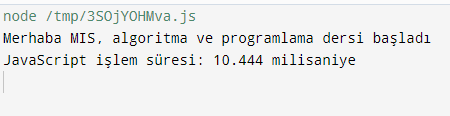 node /tmp/3SOjYOHMva.js
Merhaba MIS, algoritma ve programlama dersi başladı
JavaScript işlem süresi: 10.444 milisaniye